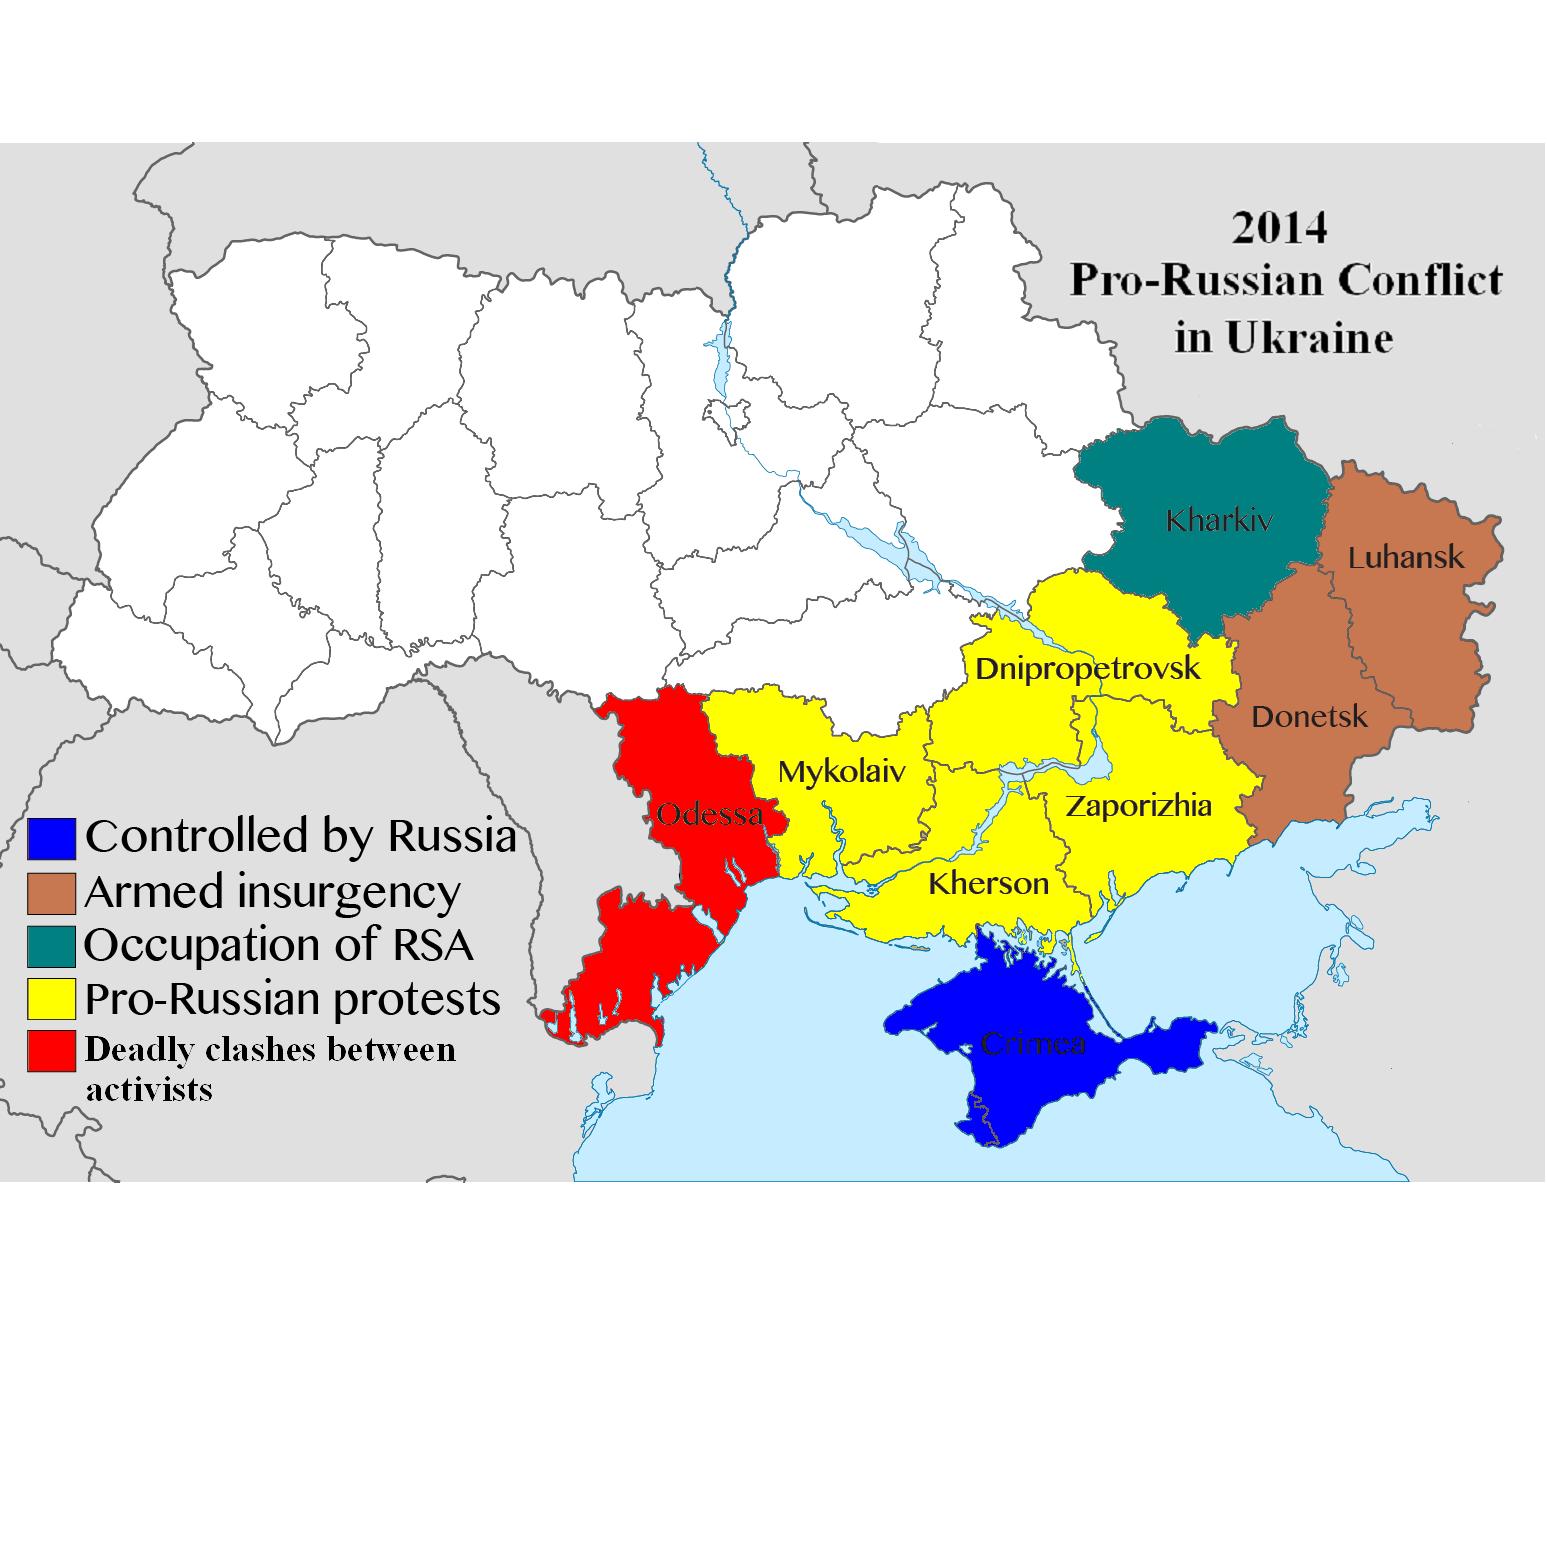 2014
Pro-Russian Conflict
in Ukraine
Kharkiv
Luhansk
Dnipropetrovsk
Donetsk
Mykolaiv
Zaporizhia
Odessa
Kherson
Crimea
Controlled by Russia
Armed insurgency
Occupation of RSA
Pro-Russian protests
Deadly clashes between
activists